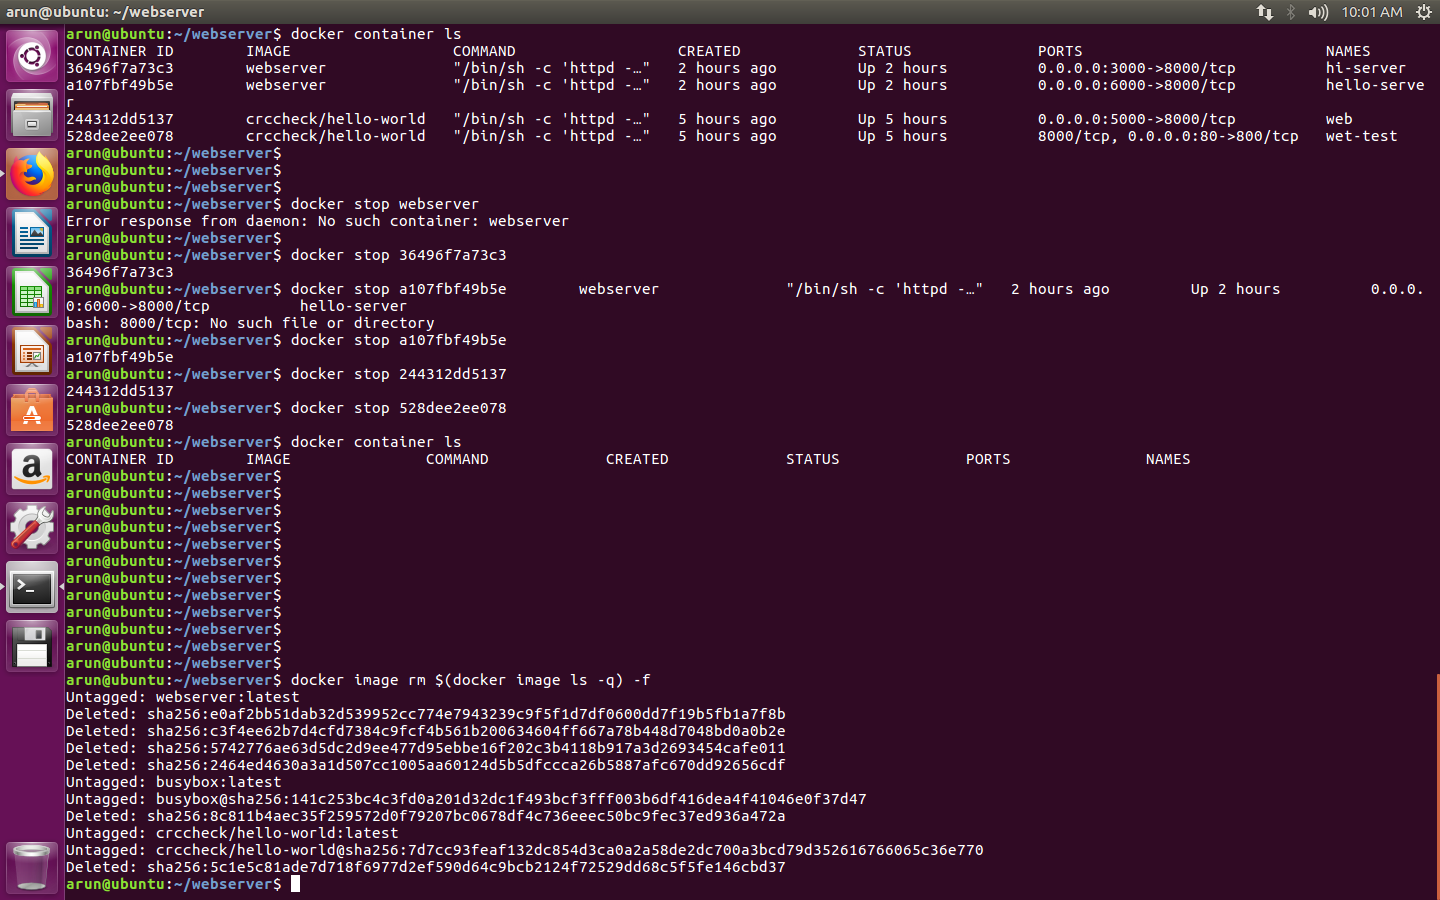 arun@ubuntu: ~/webserver
10:01 AM
arun@ubuntu:~/webserver$ docker container ls
CONTAINER ID        IMAGE                  COMMAND                  CREATED             STATUS              PORTS                           NAMES
36496f7a73c3        webserver              "/bin/sh -c 'httpd -…"   2 hours ago         Up 2 hours          0.0.0.0:3000->8000/tcp          hi-server
a107fbf49b5e        webserver              "/bin/sh -c 'httpd -…"   2 hours ago         Up 2 hours          0.0.0.0:6000->8000/tcp          hello-serve
r
244312dd5137        crccheck/hello-world   "/bin/sh -c 'httpd -…"   5 hours ago         Up 5 hours          0.0.0.0:5000->8000/tcp          web
528dee2ee078        crccheck/hello-world   "/bin/sh -c 'httpd -…"   5 hours ago         Up 5 hours          8000/tcp, 0.0.0.0:80->800/tcp   wet-test
arun@ubuntu:~/webserver$
arun@ubuntu:~/webserver$
arun@ubuntu:~/webserver$
arun@ubuntu:~/webserver$ docker stop webserver
Error response from daemon: No such container: webserver
arun@ubuntu:~/webserver$
arun@ubuntu:~/webserver$ docker stop 36496f7a73c3
36496f7a73c3
arun@ubuntu:~/webserver$ docker stop a107fbf49b5e        webserver              "/bin/sh -c 'httpd -…"   2 hours ago         Up 2 hours          0.0.0.
0:6000->8000/tcp          hello-server
bash: 8000/tcp: No such file or directory
arun@ubuntu:~/webserver$ docker stop a107fbf49b5e
a107fbf49b5e
arun@ubuntu:~/webserver$ docker stop 244312dd5137
244312dd5137
arun@ubuntu:~/webserver$ docker stop 528dee2ee078
528dee2ee078
arun@ubuntu:~/webserver$ docker container ls
CONTAINER ID        IMAGE               COMMAND             CREATED             STATUS              PORTS               NAMES
arun@ubuntu:~/webserver$
arun@ubuntu:~/webserver$
arun@ubuntu:~/webserver$
arun@ubuntu:~/webserver$
arun@ubuntu:~/webserver$
arun@ubuntu:~/webserver$
arun@ubuntu:~/webserver$
arun@ubuntu:~/webserver$
arun@ubuntu:~/webserver$
arun@ubuntu:~/webserver$
arun@ubuntu:~/webserver$
arun@ubuntu:~/webserver$
arun@ubuntu:~/webserver$ docker image rm $(docker image ls -q) -f
Untagged: webserver:latest
Deleted: sha256:e0af2bb51dab32d539952cc774e7943239c9f5f1d7df0600dd7f19b5fb1a7f8b
Deleted: sha256:c3f4ee62b7d4cfd7384c9fcf4b561b200634604ff667a78b448d7048bd0a0b2e
Deleted: sha256:5742776ae63d5dc2d9ee477d95ebbe16f202c3b4118b917a3d2693454cafe011
Deleted: sha256:2464ed4630a3a1d507cc1005aa60124d5b5dfccca26b5887afc670dd92656cdf
Untagged: busybox:latest
Untagged: busybox@sha256:141c253bc4c3fd0a201d32dc1f493bcf3fff003b6df416dea4f41046e0f37d47
Deleted: sha256:8c811b4aec35f259572d0f79207bc0678df4c736eeec50bc9fec37ed936a472a
Untagged: crccheck/hello-world:latest
Untagged: crccheck/hello-world@sha256:7d7cc93feaf132dc854d3ca0a2a58de2dc700a3bcd79d352616766065c36e770
Deleted: sha256:5c1e5c81ade7d718f6977d2ef590d64c9bcb2124f72529dd68c5f5fe146cbd37
arun@ubuntu:~/webserver$